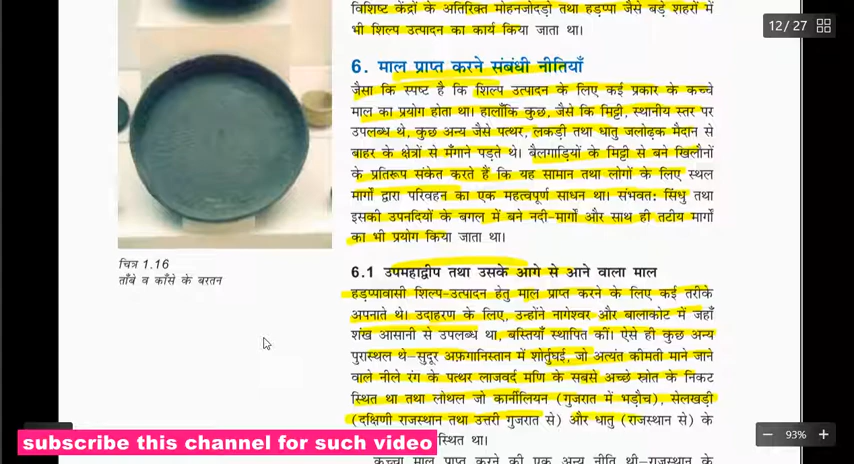 विशिष्ट केंद्रों के अतिरिक्त मोहनजोदड़ो तथा हड़प्पा जैसे बड़े शहरों में
भी शिल्प उत्पादन का कार्य किया जाता था।
12 / 27
6. माल प्राप्त करने संबंधी नीतियाँ
जैसा कि स्पष्ट है कि शिल्प उत्पादन के लिए कई प्रकार के कच्चे
माल का प्रयोग होता था। हालाँकि कुछ, जैसे कि मिट्टी, स्थानीय स्तर पर
उपलब्ध थे, कुछ अन्य जैसे पत्थर, लकड़ी तथा धातु जलोढ़क मैदान से
बाहर के क्षेत्रों से मँगाने पड़ते थे। बैलगाड़ियों के मिट्टी से बने खिलौनों
के प्रतिरूप संकेत करते हैं कि यह सामान तथा लोगों के लिए स्थल
मार्गों द्वारा परिवहन का एक महत्वपूर्ण साधन था। संभवत: सिंधु तथा
इसकी उपनदियों के बगल में बने नदी-मार्गों और साथ ही तटीय मार्गों
का भी प्रयोग किया जाता था।
चित्र 1.16
ताँबे व काँसे के बरतन
6.1 उपमहाद्वीप तथा उसके आगे से आने वाला माल
हड़प्पावासी शिल्प-उत्पादन हेतु माल प्राप्त करने के लिए कई तरीके
अपनाते थे। उदाहरण के लिए, उन्होंने नागेश्वर और बालाकोट में जहाँ
शंख आसानी से उपलब्ध था, बस्तियाँ स्थापित कीं। ऐसे ही कुछ अन्य
पुरास्थल थे–सुदूर अफ़गानिस्तान में शोर्तुघई, जो अत्यंत कीमती माने जाने
वाले नीले रंग के पत्थर लाजवर्द मणि के सबसे अच्छे स्रोत के निकट
स्थित था तथा लोथल जो कार्नीलियन (गुजरात में भड़ौच), सेलखड़ी
(दक्षिणी राजस्थान तथा उत्तरी गुजरात से) और धातु (राजस्थान से) के
स्थित था।
कच्चा माल प्राप्त करने की एक अन्य नीति थी–राजस्थान के
93%
subscribe this channel for such video